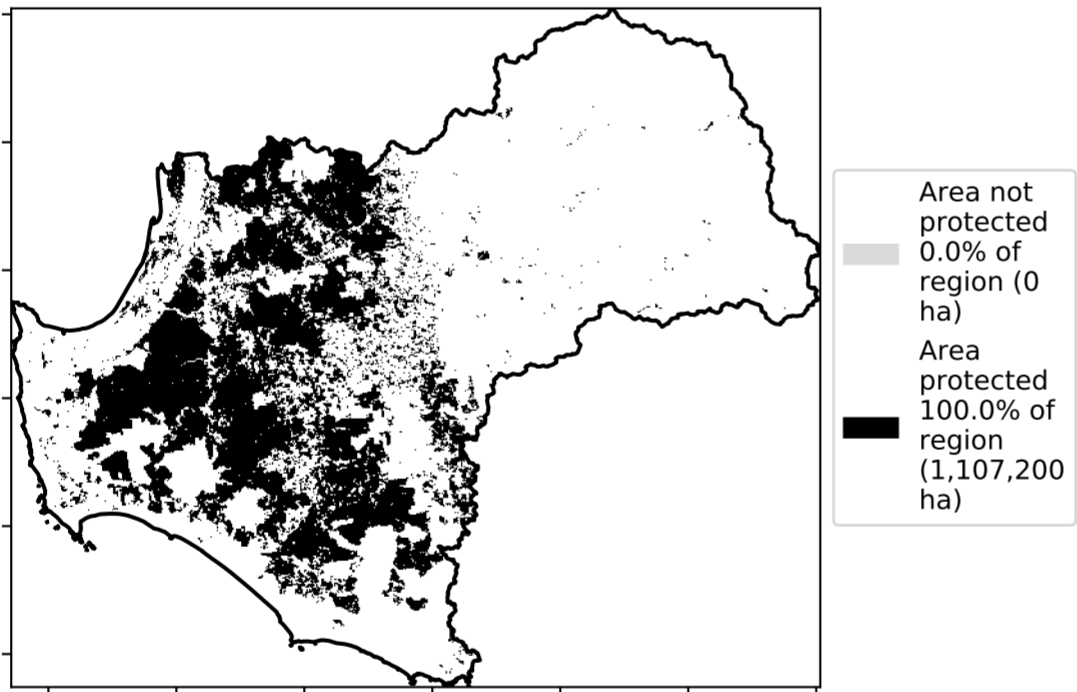 Area not
protected
0.0% of
region (0
ha)
Area
protected
100.0% of
region
(1,107,200
ha)